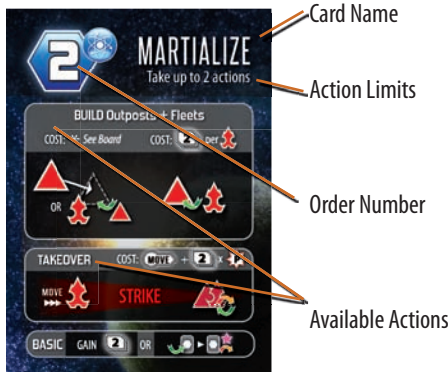 Card Name
2
MARTIALIZE
Take up to 2 actions
Action Limits
BUILD Outposts + Fleets
COST: See Board COST: 2 per
OR
Order Number
TAKEOVER COST: MOVE + 2 x
MOVE STRIKE
Available Actions
BASIC GAIN 2 OR